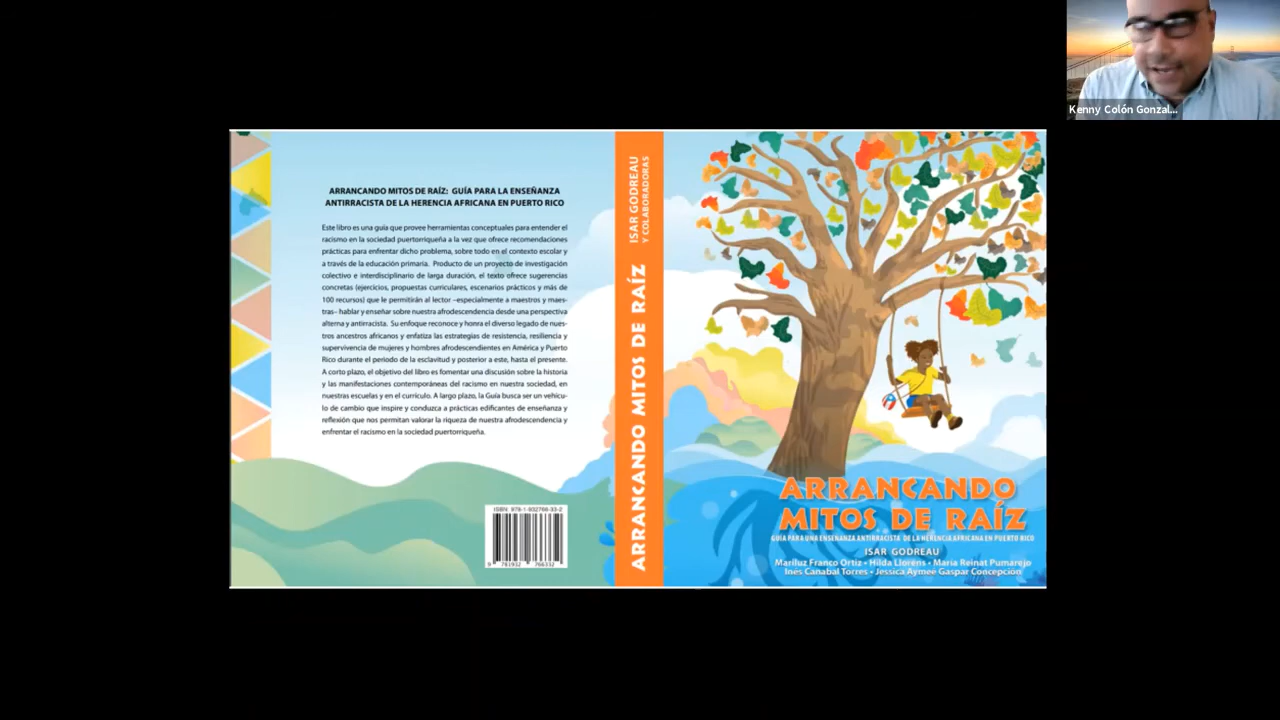 Kenny Colón Gonzal...
ARRANCANDO MITOS DE RAÍZ: GUÍA PARA LA ENSEÑANZA
ANTIRRACISTA DE LA HERENCIA AFRICANA EN PUERTO RICO
Este libro es una guía que provee herramientas conceptuales para entender el
racismo en la sociedad puertorriqueña a la vez que ofrece recomendaciones
prácticas para enfrentar dicho problema, sobre todo en el contexto escolar y
a través de la educación primaria. Producto de un proyecto de investigación
colectivo e interdisciplinario de larga duración, el texto ofrece sugerencias
concretas (ejercicios, propuestas curriculares, escenarios prácticos y más de
100 recursos) que le permitirán al lector –especialmente a maestros y maes-
tras– hablar y enseñar sobre nuestra afrodescendencia desde una perspectiva
alterna y antirracista. Su enfoque reconoce y honra el diverso legado de nues-
tros ancestros africanos y enfatiza las estrategias de resistencia, resiliencia y
supervivencia de mujeres y hombres afrodescendientes en América y Puerto
Rico durante el periodo de la esclavitud y posterior a este, hasta el presente.
A corto plazo, el objetivo del libro es fomentar una discusión sobre la historia
y las manifestaciones contemporáneas del racismo en nuestra sociedad, en
nuestras escuelas y en el currículo. A largo plazo, la Guía busca ser un vehícu-
lo de cambio que inspire y conduzca a prácticas edificantes de enseñanza y
reflexión que nos permitan valorar la riqueza de nuestra afrodescendencia y
enfrentar el racismo en la sociedad puertorriqueña.
ISBN: 978-1-932766-33-2
9 781932 766332
ISAR GODREAU
Y COLABORADORAS
ARRANCANDO MITOS DE RAÍZ
ARRANCANDO
MITOS DE RAÍZ
GUÍA PARA UNA ENSEÑANZA ANTIRRACISTA DE LA HERENCIA AFRICANA EN PUERTO RICO
ISAR GODREAU
Mariluz Franco Ortiz • Hilda Lloréns • María Reinat Pumarejo
Inés Canabal Torres • Jessica Aymeé Gaspar Concepción